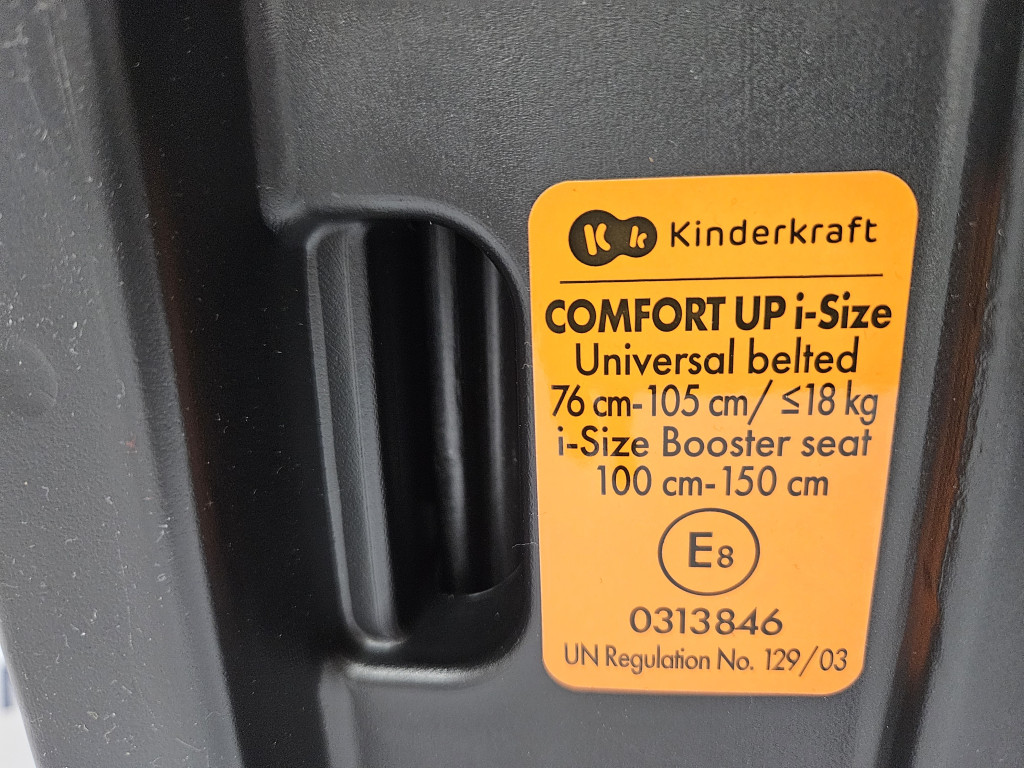 K k Kinderkraft
COMFORT UP i-Size
Universal belted
76 cm-105 cm/ ≤18 kg
i-Size Booster seat
100 cm-150 cm
E8
0313846
UN Regulation No. 129/03